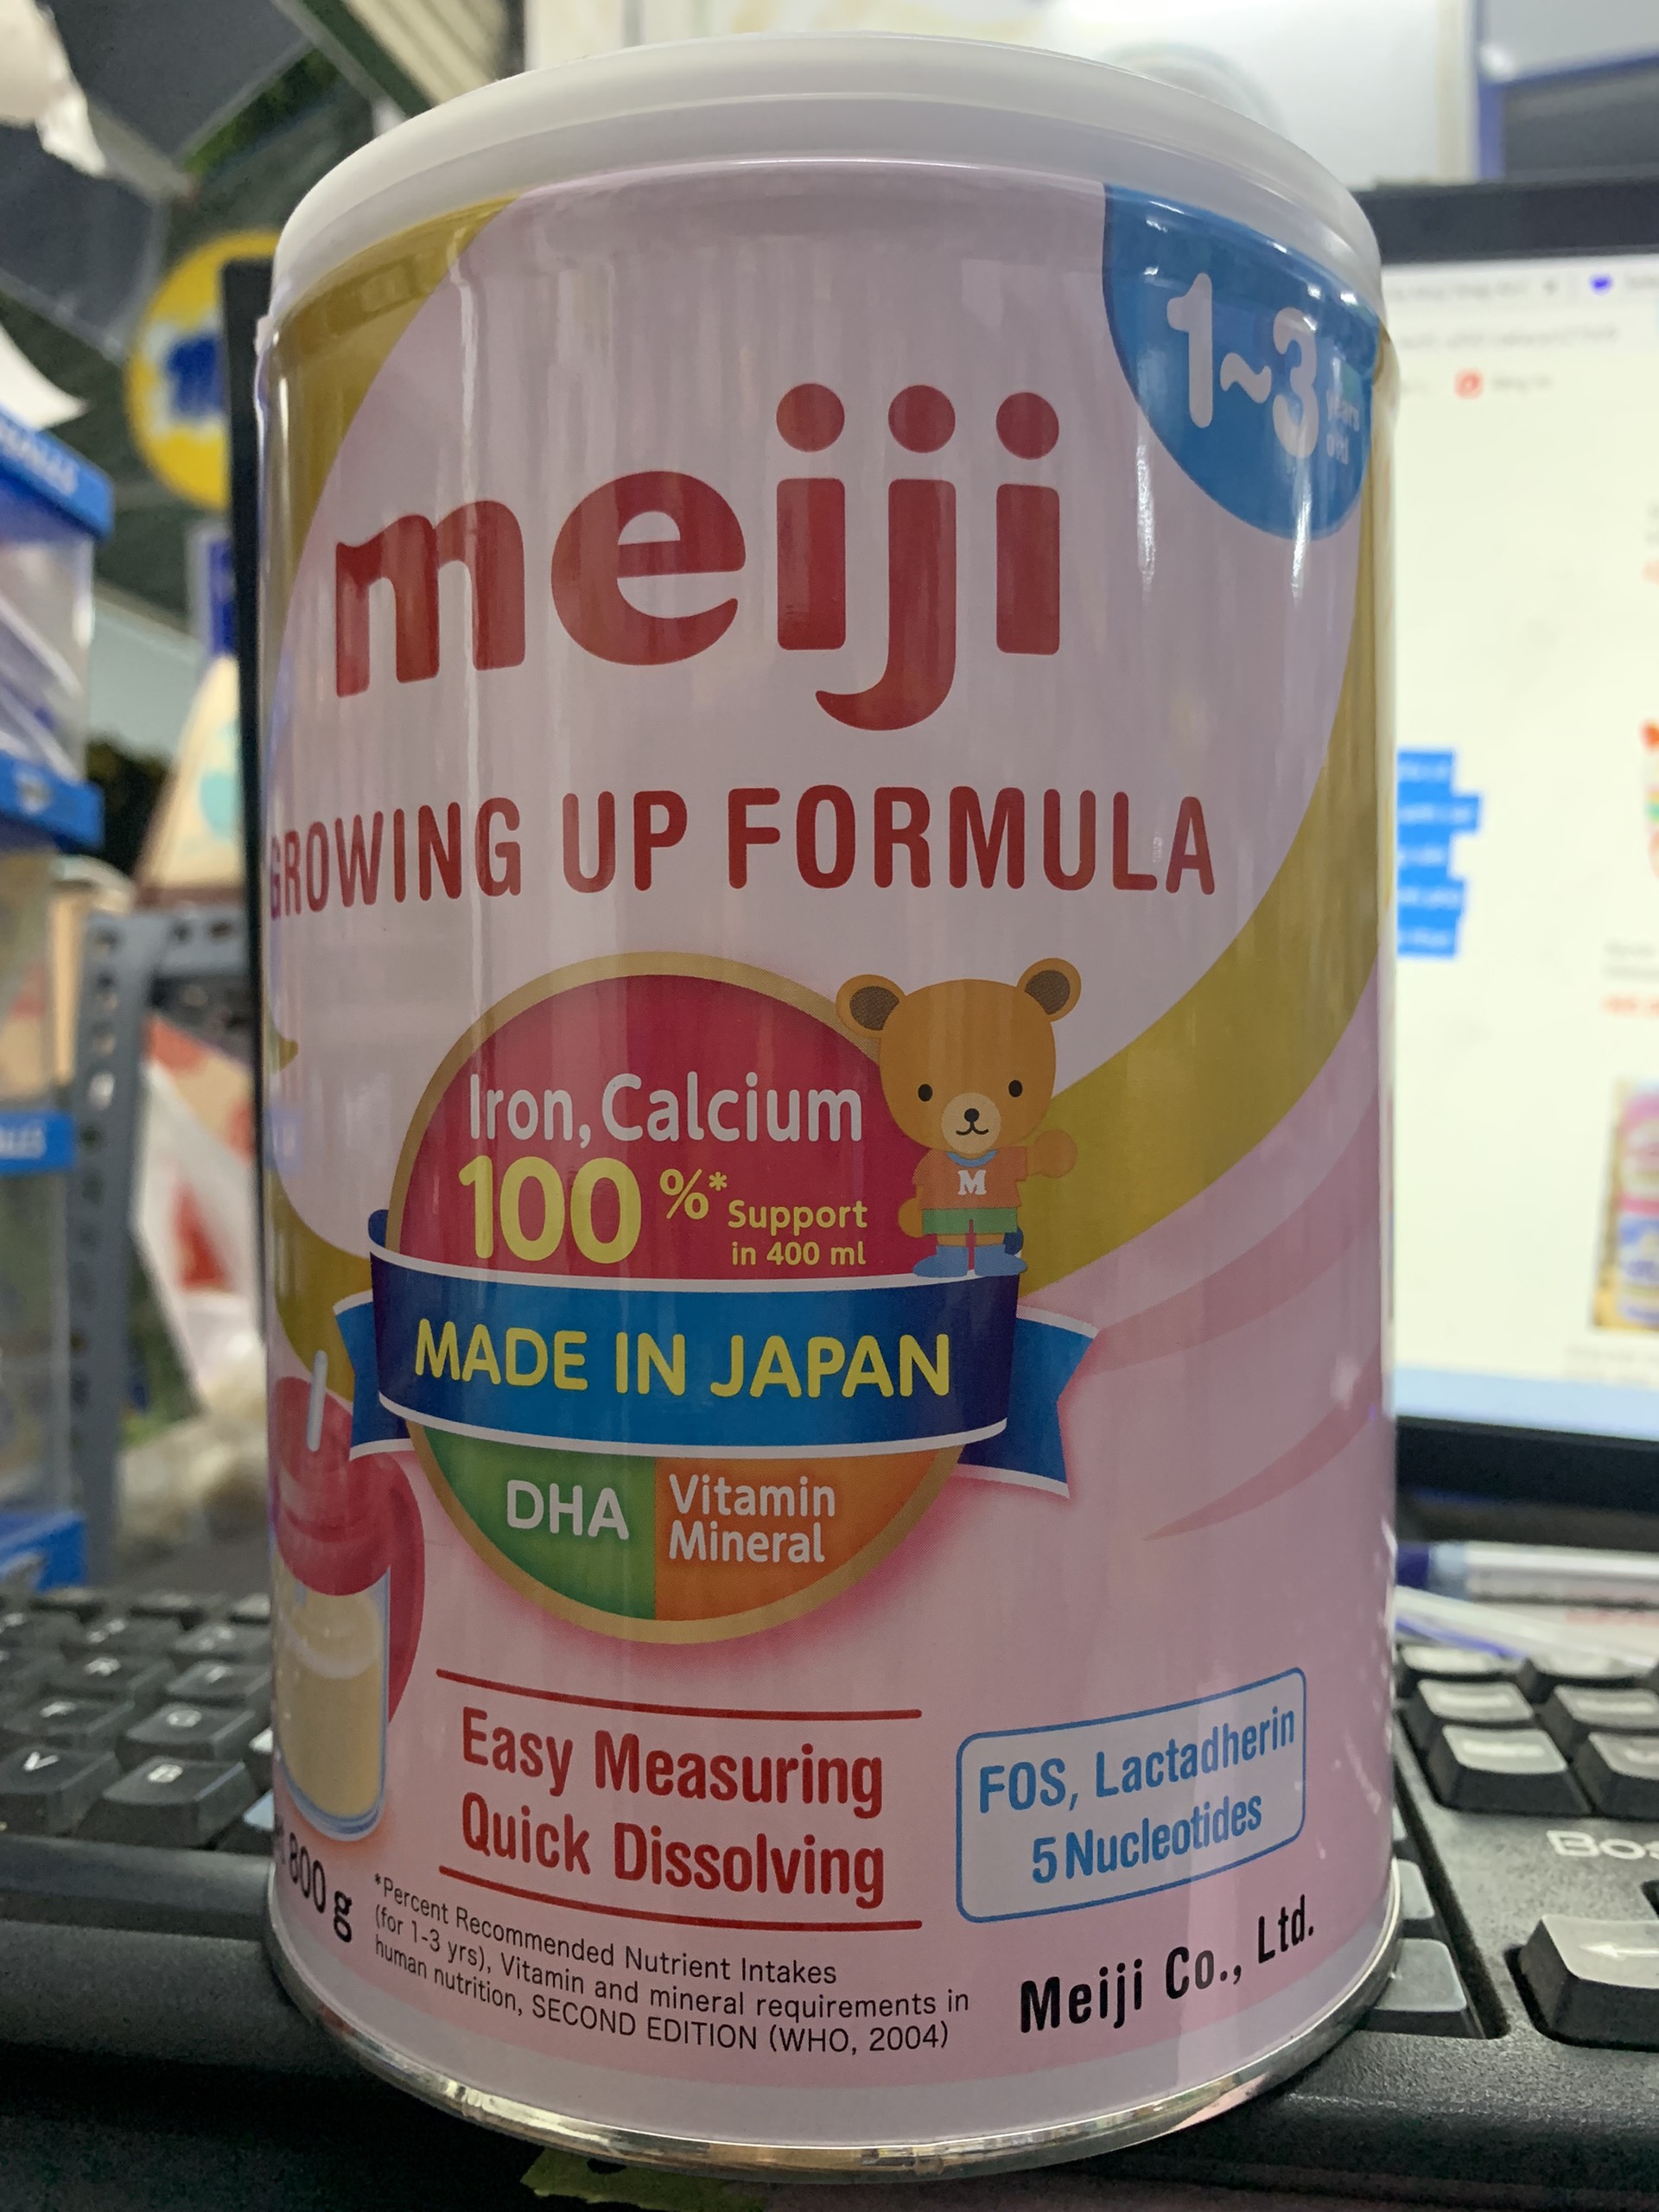 1~3 years old
meiji
GROWING UP FORMULA
Iron, Calcium
100%* Support
in 400 ml
M
MADE IN JAPAN
DHA
Vitamin
Mineral
Easy Measuring
Quick Dissolving
FOS, Lactadherin
5 Nucleotides
800 g
*Percent Recommended Nutrient Intakes
(for 1-3 yrs), Vitamin and mineral requirements in
human nutrition, SECOND EDITION (WHO, 2004)
Meiji Co., Ltd.
V
B